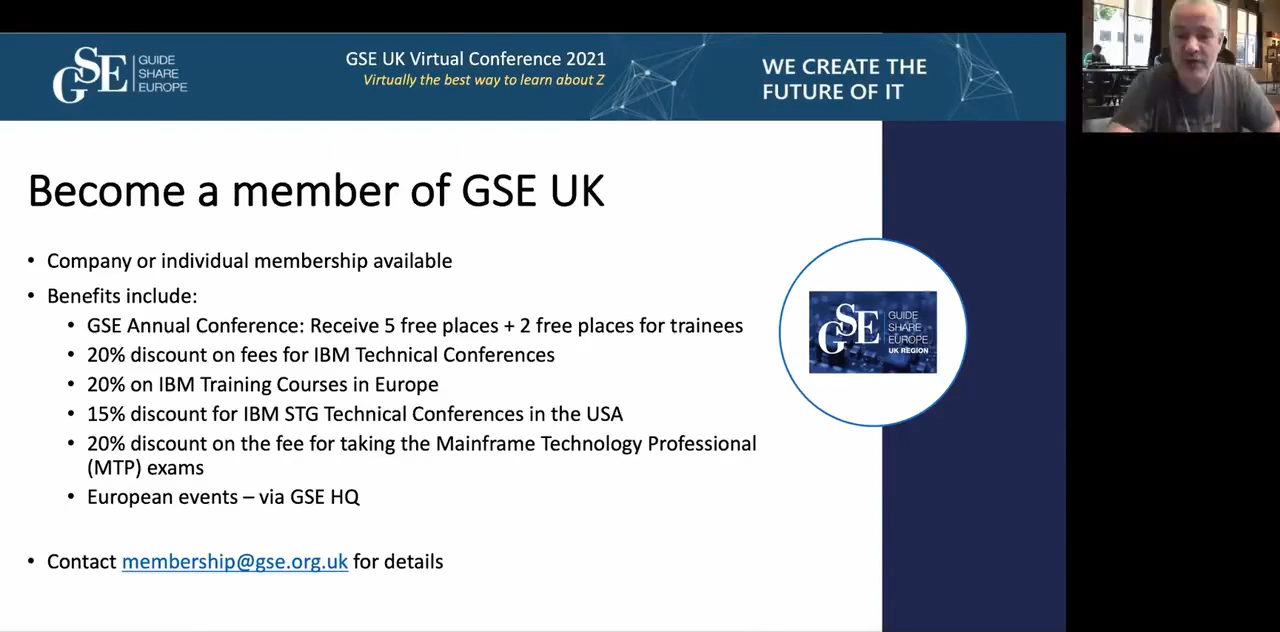 GSE GUIDE
SHARE
EUROPE
GSE UK Virtual Conference 2021
Virtually the best way to learn about Z
WE CREATE THE
FUTURE OF IT
Become a member of GSE UK
• Company or individual membership available
• Benefits include:
• GSE Annual Conference: Receive 5 free places + 2 free places for trainees
• 20% discount on fees for IBM Technical Conferences
• 20% on IBM Training Courses in Europe
• 15% discount for IBM STG Technical Conferences in the USA
• 20% discount on the fee for taking the Mainframe Technology Professional
(MTP) exams
• European events – via GSE HQ
• Contact membership@gse.org.uk for details
GSE GUIDE
SHARE
EUROPE
UK REGION